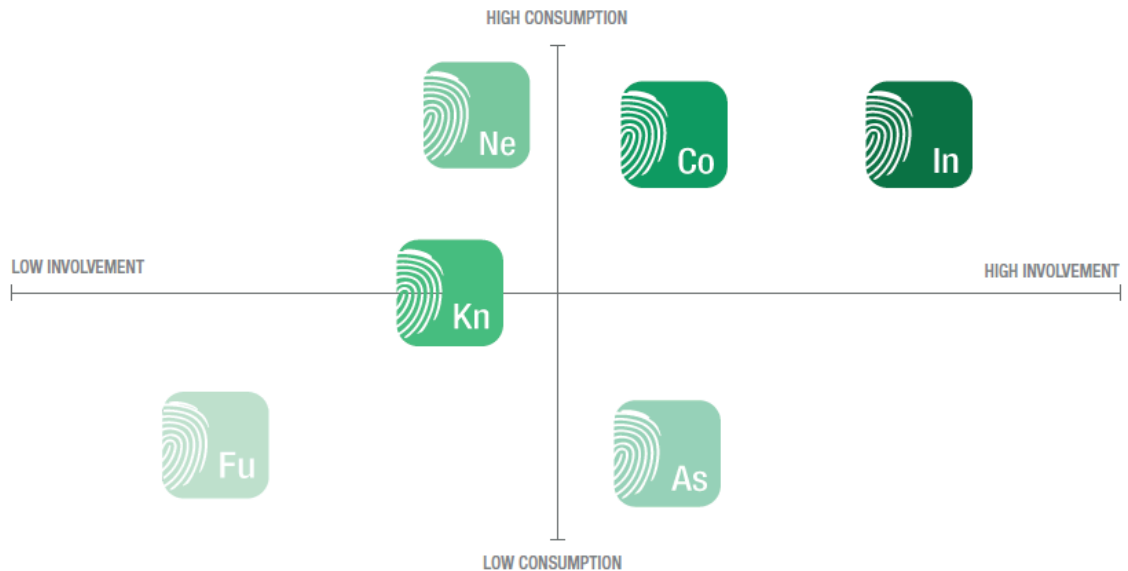 HIGH CONSUMPTION
Ne
Co
In
LOW INVOLVEMENT
HIGH INVOLVEMENT
Kn
Fu
As
LOW CONSUMPTION